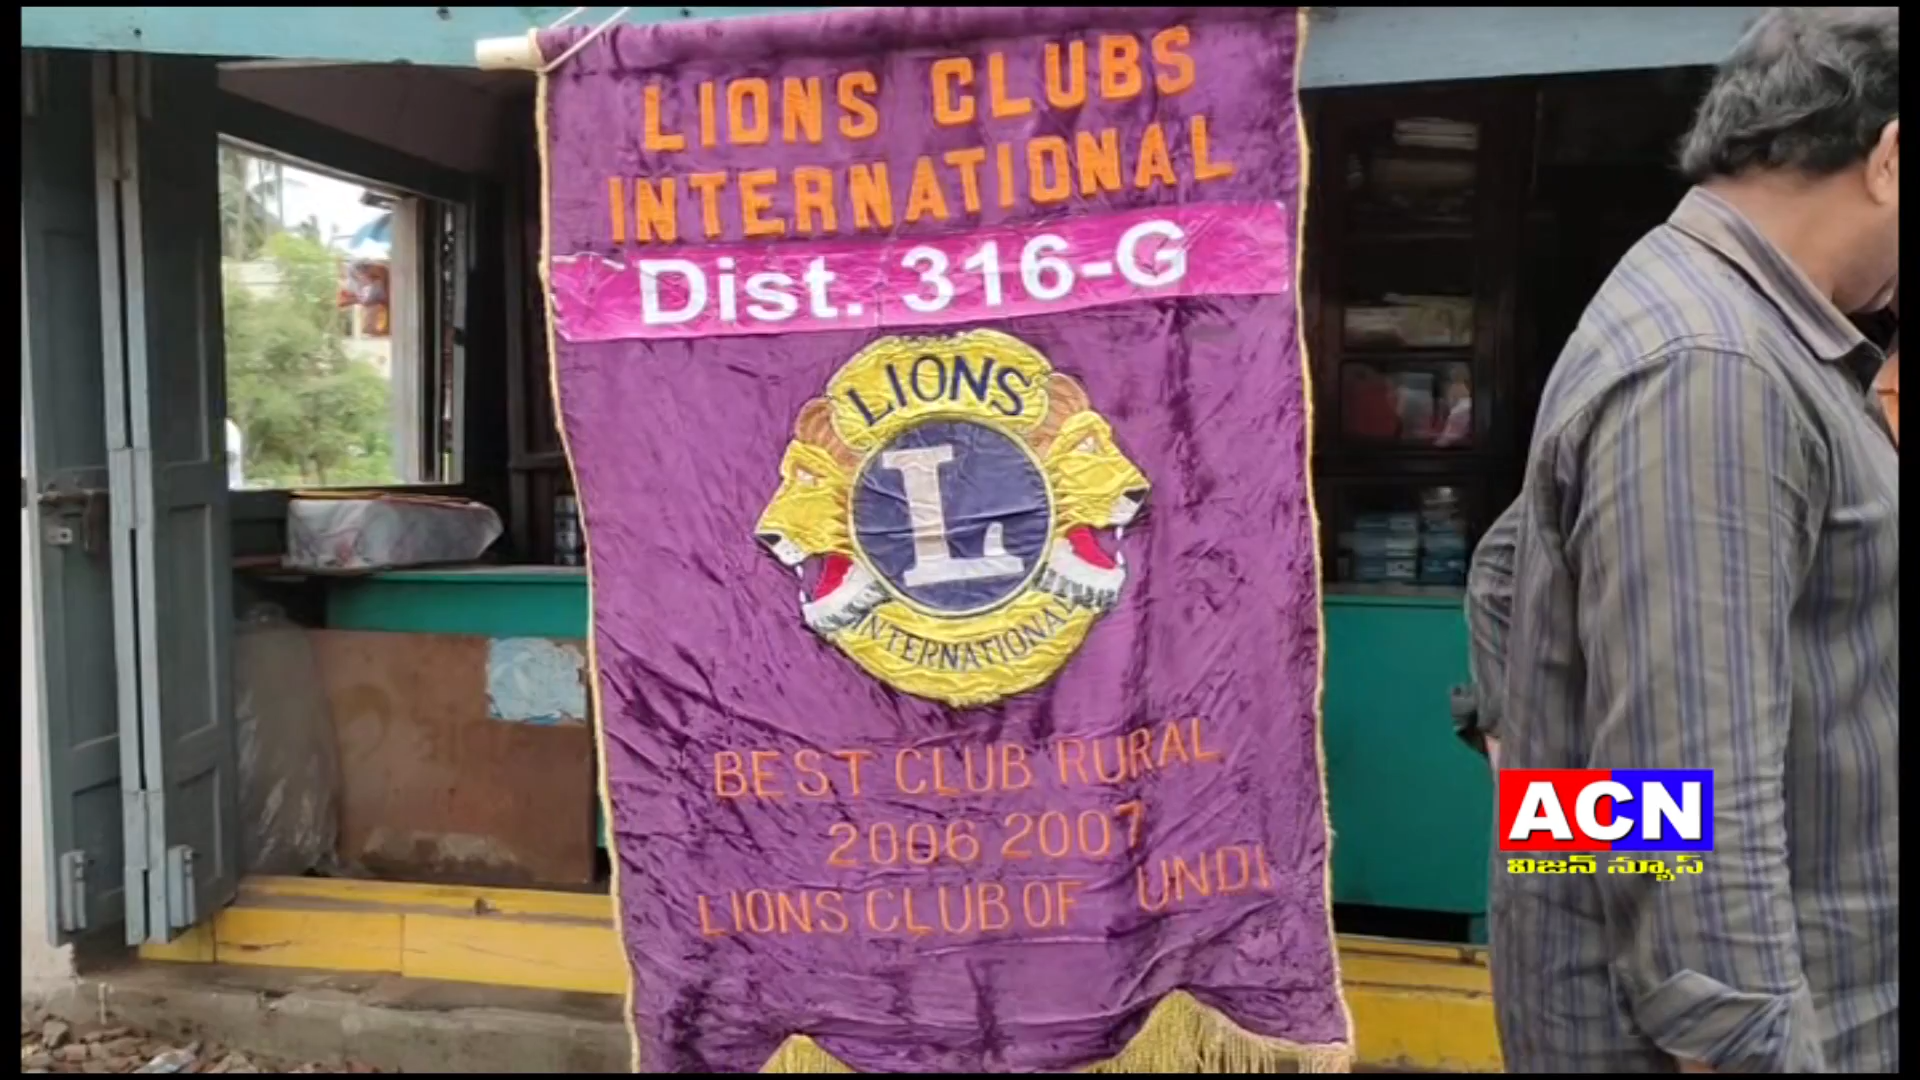 LIONS CLUBS
INTERNATIONAL
Dist. 316-G
LIONS
L
INTERNATIONAL
BEST CLUB RURAL
2006 2007
LIONS CLUB OF UNDI
ACN
విజన్ న్యూస్